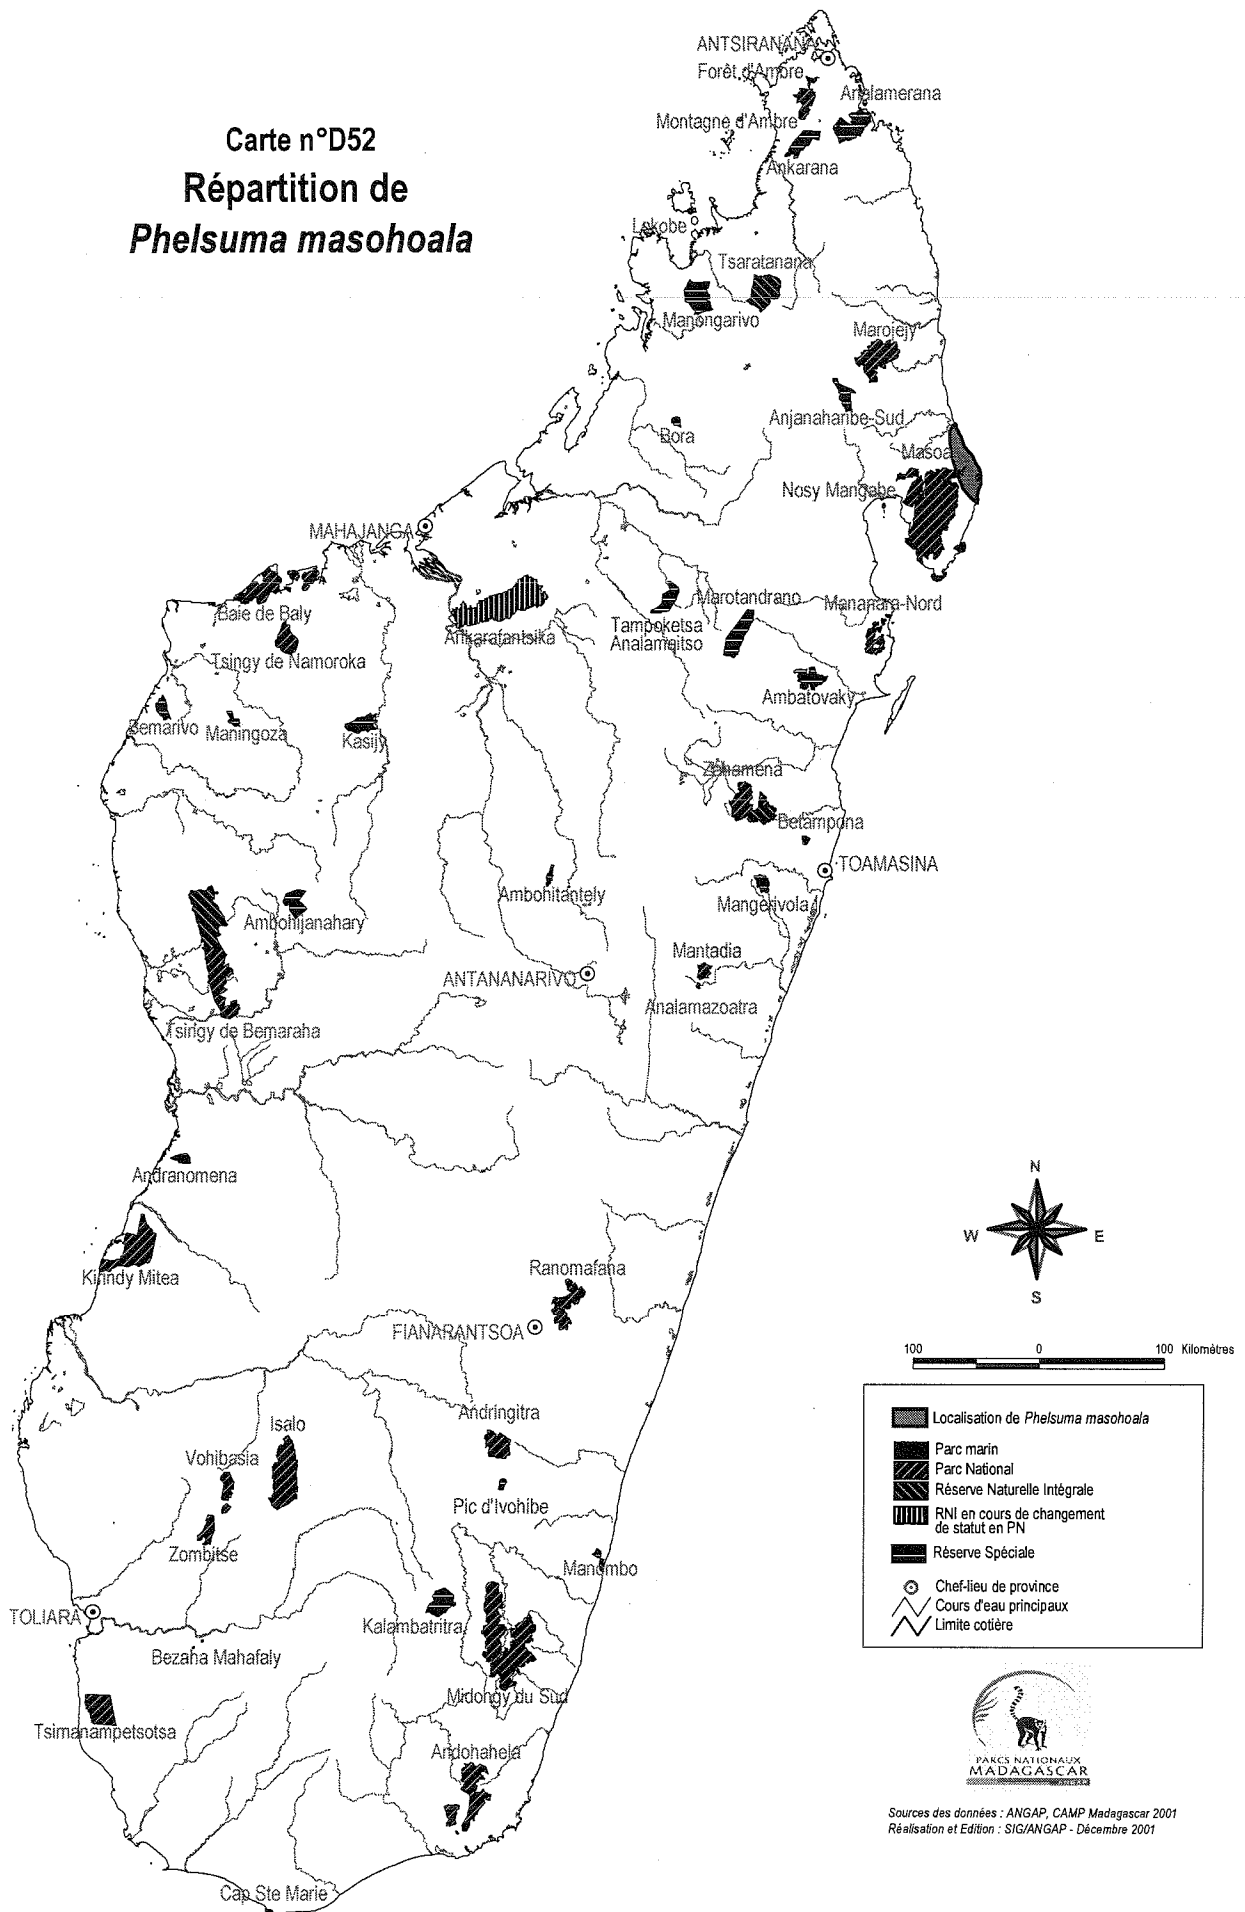 Carte n°D52
Répartition de
Phelsuma masohoala
ANTSIRANANA
Forêt d'Ambre
Analamerana
Montagne d'Ambre
Ankarana
Lokobe
Tsaratanana
Manongarivo
Marojejy
Anjanaharibe-Sud
Bora
Masoa
Nosy Mangabe
MAHAJANGA
Baie de Baly
Ankarafantsika
Tsingy de Namoroka
Tampoketsa
Analamaitso
Marotandrano
Mananara-Nord
Ambatovaky
Bemarivo
Maningoza
Kasijy
Zahamena
Betampona
TOAMASINA
Ambohitantely
Mangerivola
Ambohijanahary
Mantadia
ANTANANARIVO
Analamazoatra
Tsingy de Bemaraha
Andranomena
Kirindy Mitea
Ranomafana
FIANARANTSOA
Andringitra
Isalo
Vohibasia
Pic d'Ivohibe
Zombitse
Manombo
TOLIARA
Kalambatritra
Bezaha Mahafaly
Midongy du Sud
Tsimanampetsotsa
Andohahela
Cap Ste Marie
N
W E
S
100 0 100 Kilomètres
Localisation de Phelsuma masohoala
Parc marin
Parc National
Réserve Naturelle Intégrale
RNI en cours de changement
de statut en PN
Réserve Spéciale
Chef-lieu de province
Cours d'eau principaux
Limite cotière
PARCS NATIONAUX
MADAGASCAR
ANGAP
Sources des données : ANGAP, CAMP Madagascar 2001
Réalisation et Edition : SIG/ANGAP - Décembre 2001